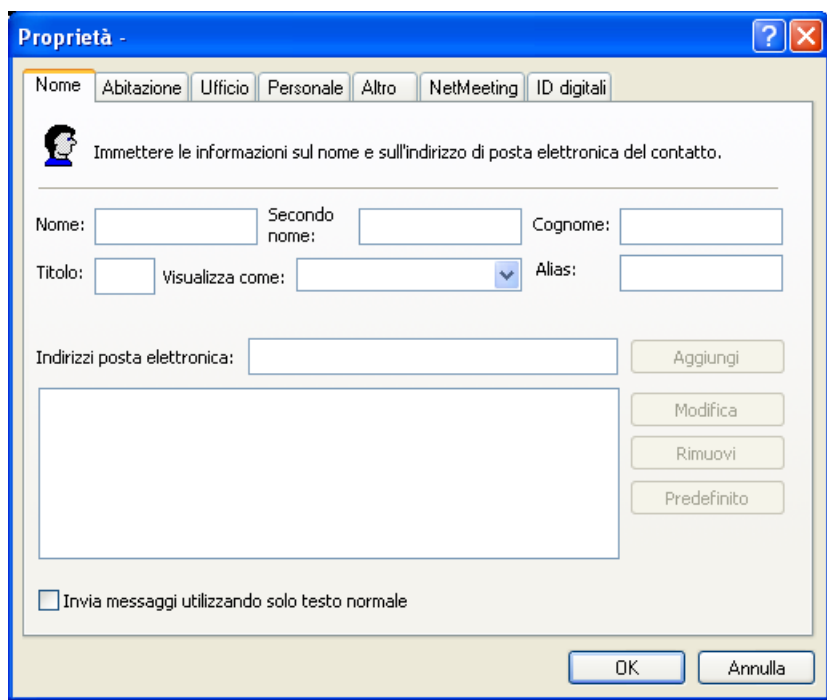 Proprietà -
Nome Abitazione Ufficio Personale Altro NetMeeting ID digitali
Immettere le informazioni sul nome e sull'indirizzo di posta elettronica del contatto.
Nome: Secondo nome: Cognome:
Titolo: Visualizza come: Alias:
Indirizzi posta elettronica: Aggiungi
Modifica
Rimuovi
Predefinito
Invia messaggi utilizzando solo testo normale
OK Annulla